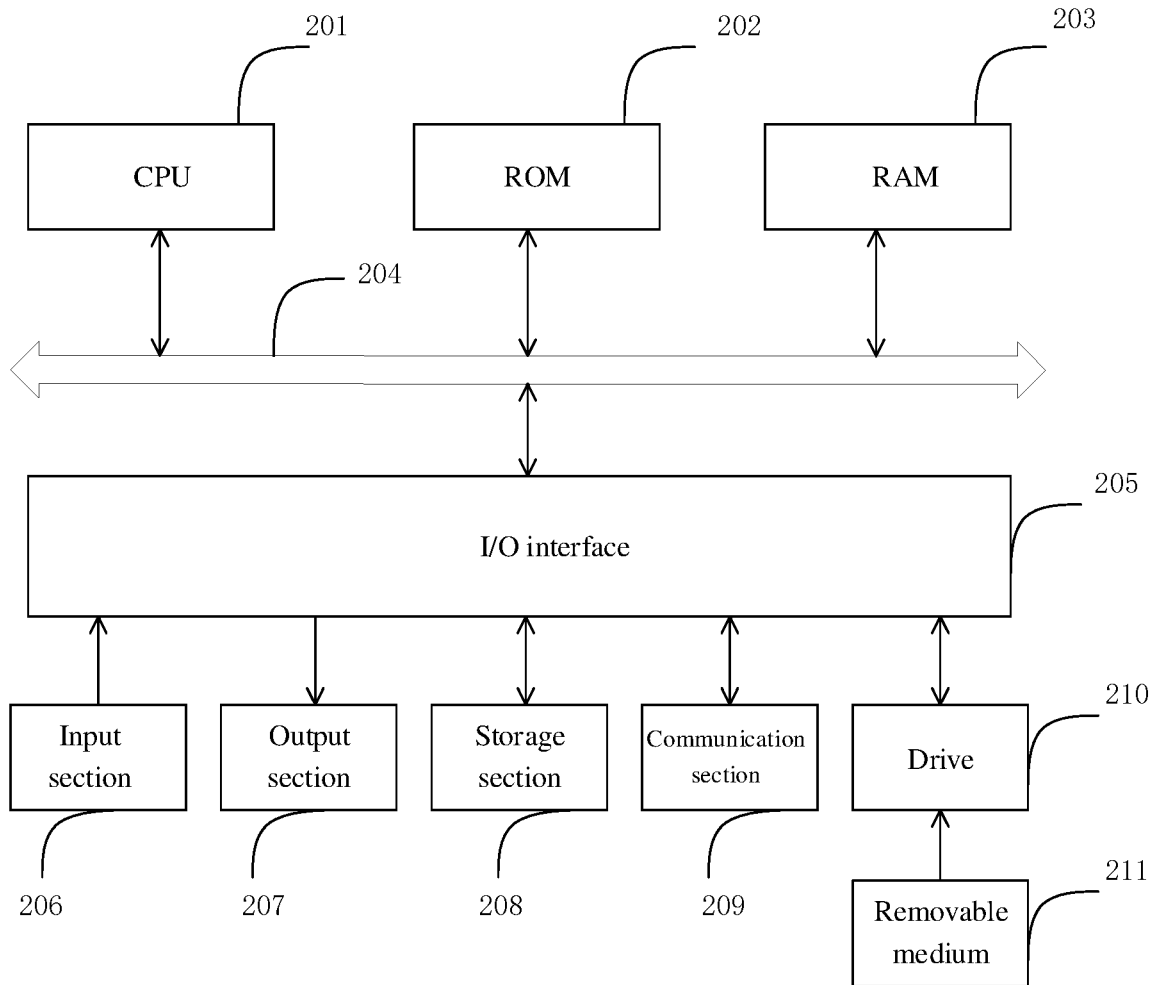 201
202
203
CPU
ROM
RAM
204
205
I/O interface
210
Input
section
Output
section
Storage
section
Communication
section
Drive
206
207
208
209
211
Removable
medium